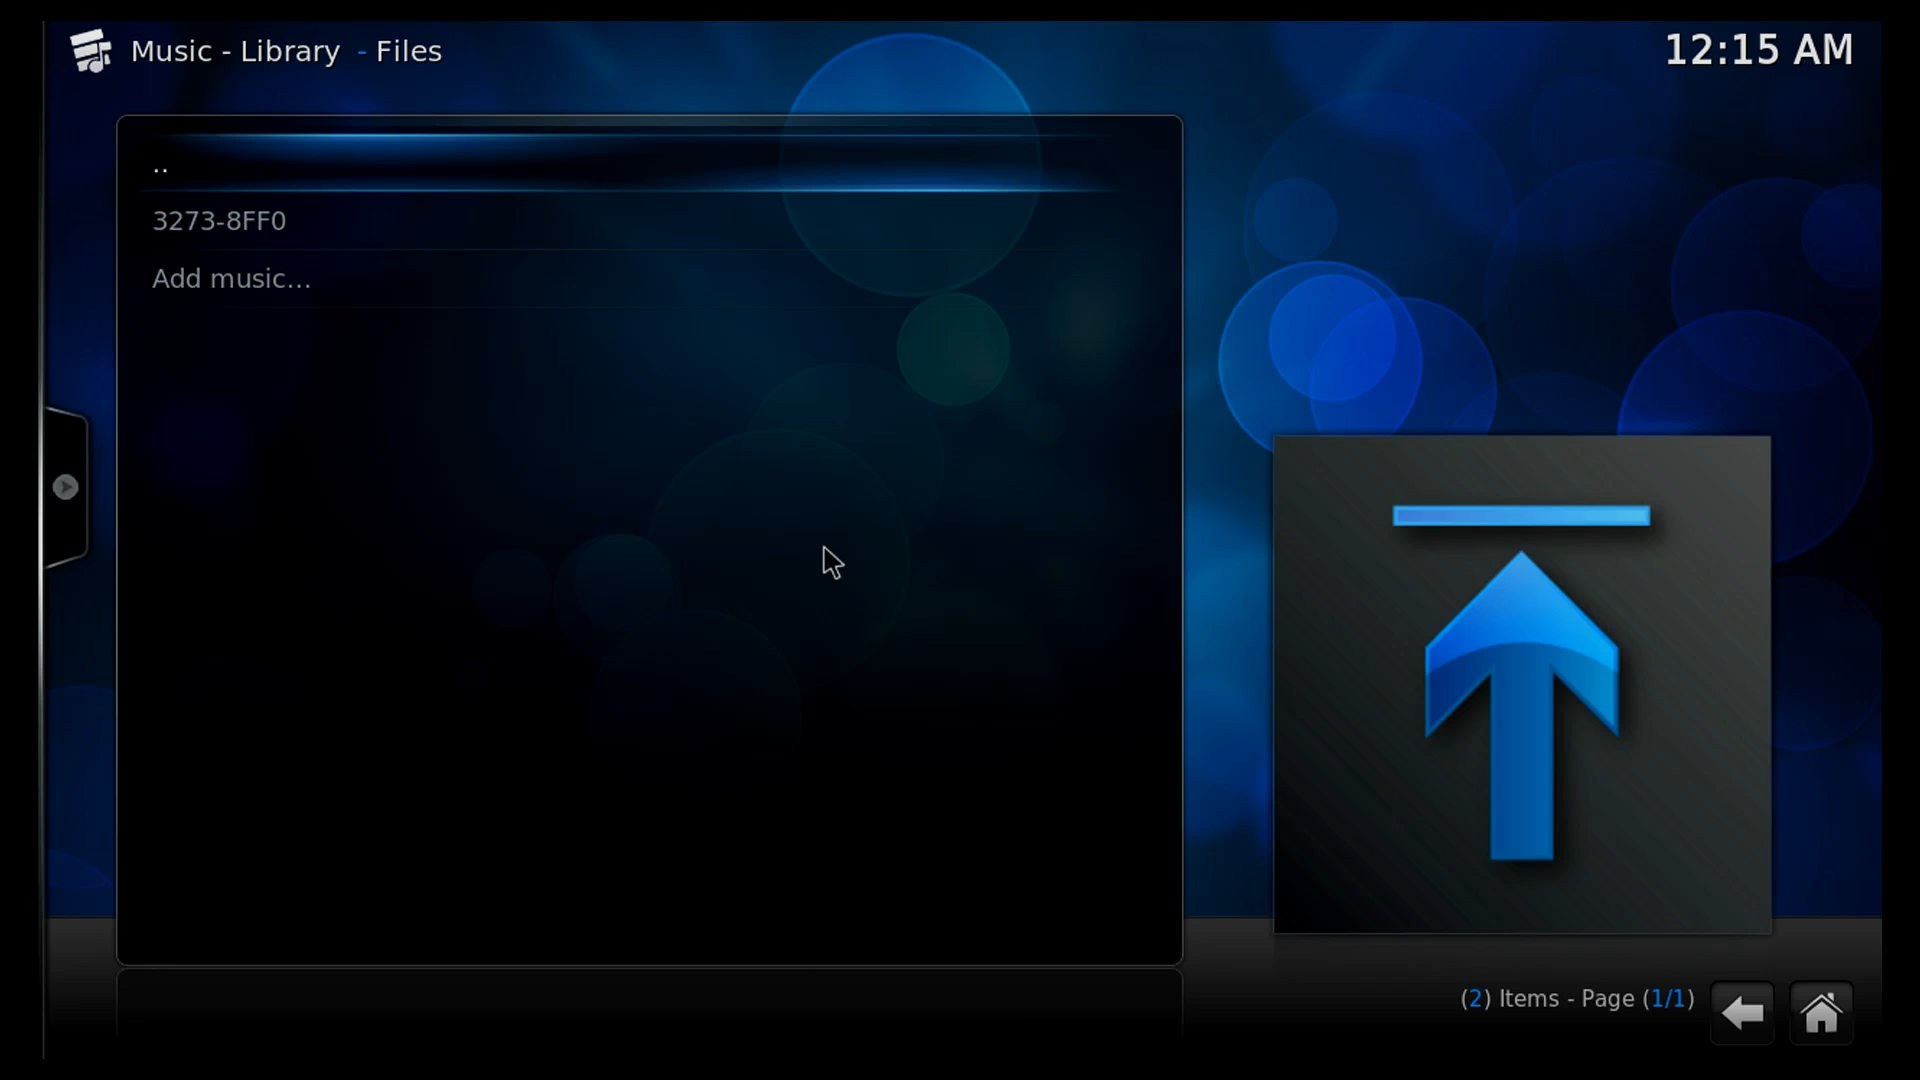 Music - Library - Files
12:15 AM
..
3273-8FF0
Add music...
(2) Items - Page (1/1)